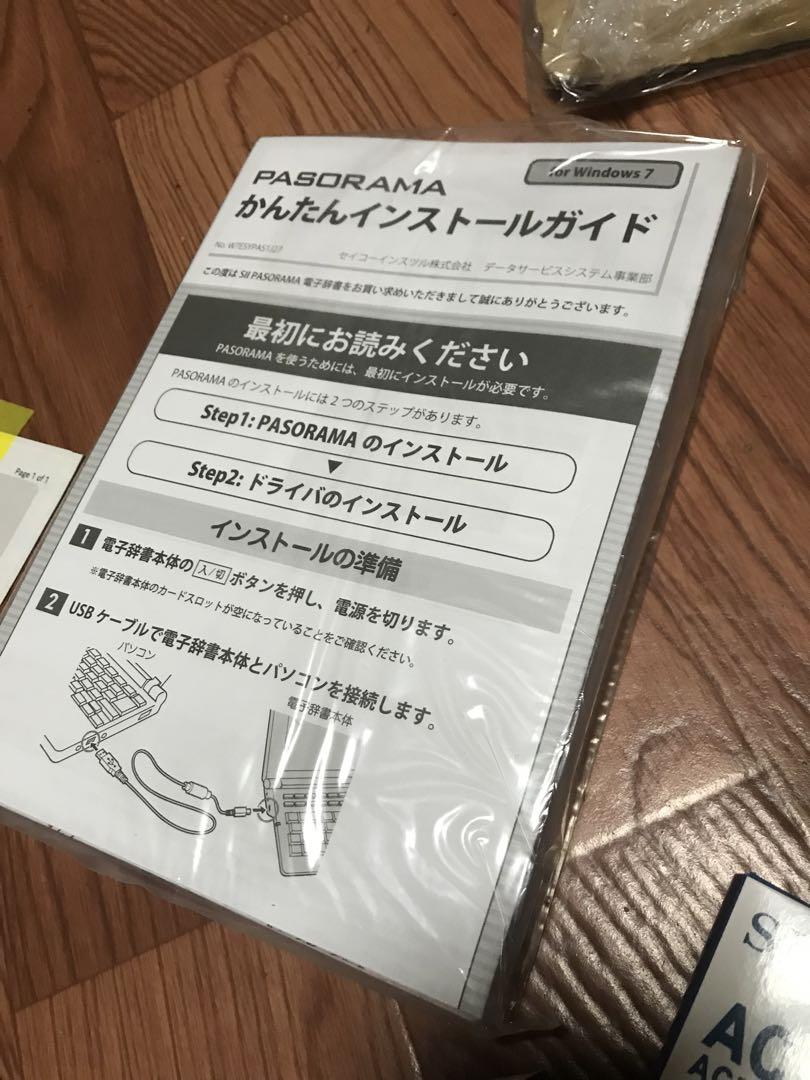 PASORAMA
for Windows 7
かんたんインストールガイド
No. W7ESYPAS1J27
セイコーインスツル株式会社 データサービスシステム事業部
この度は SII PASORAMA 電子辞書をお買い求めいただきまして誠にありがとうございます。
最初にお読みください
PASORAMA を使うためには、最初にインストールが必要です。
PASORAMA のインストールには 2 つのステップがあります。
Step1: PASORAMA のインストール
▼
Step2: ドライバのインストール
インストールの準備
1 電子辞書本体の 入/切 ボタンを押し、電源を切ります。
※電子辞書本体のカードスロットが空になっていることをご確認ください。
2 USB ケーブルで電子辞書本体とパソコンを接続します。
パソコン
電子辞書本体
Page 1 of 1